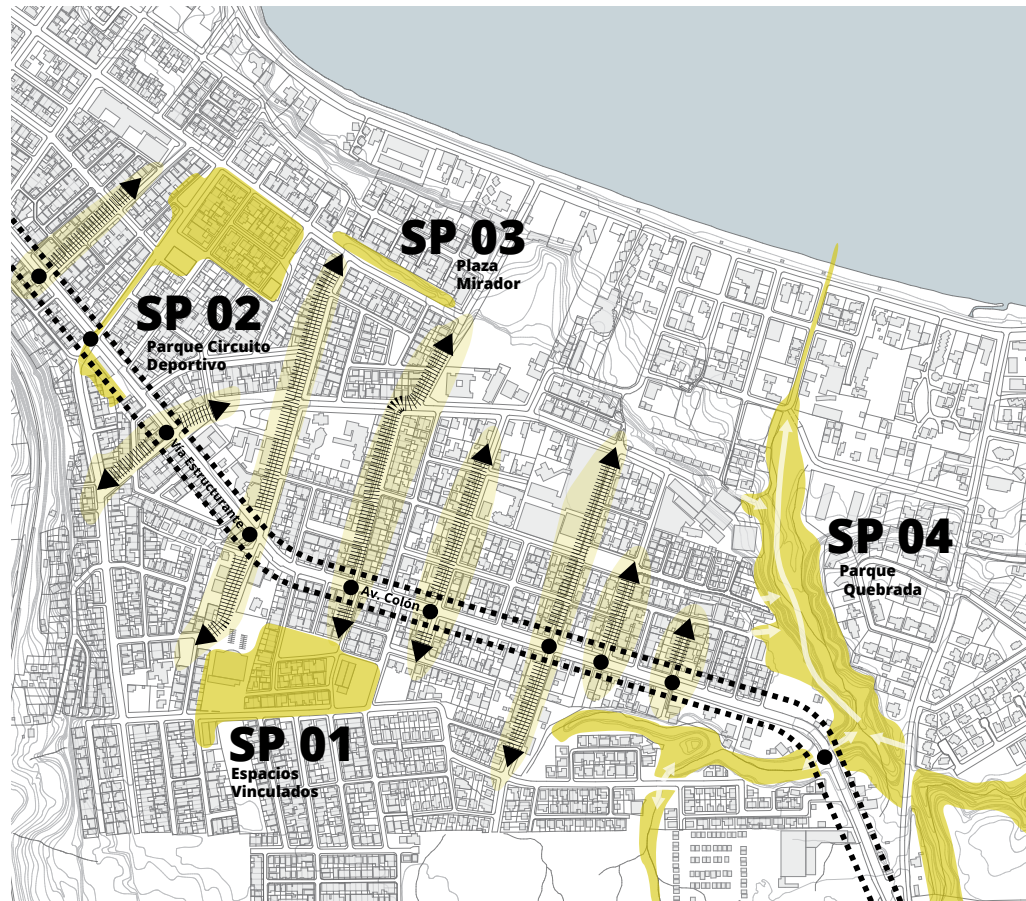 SP 03
Plaza
Mirador
SP 02
Parque Circuito
Deportivo
Vía Estructurante
Av. Colón
SP 04
Parque
Quebrada
SP 01
Espacios
Vinculados